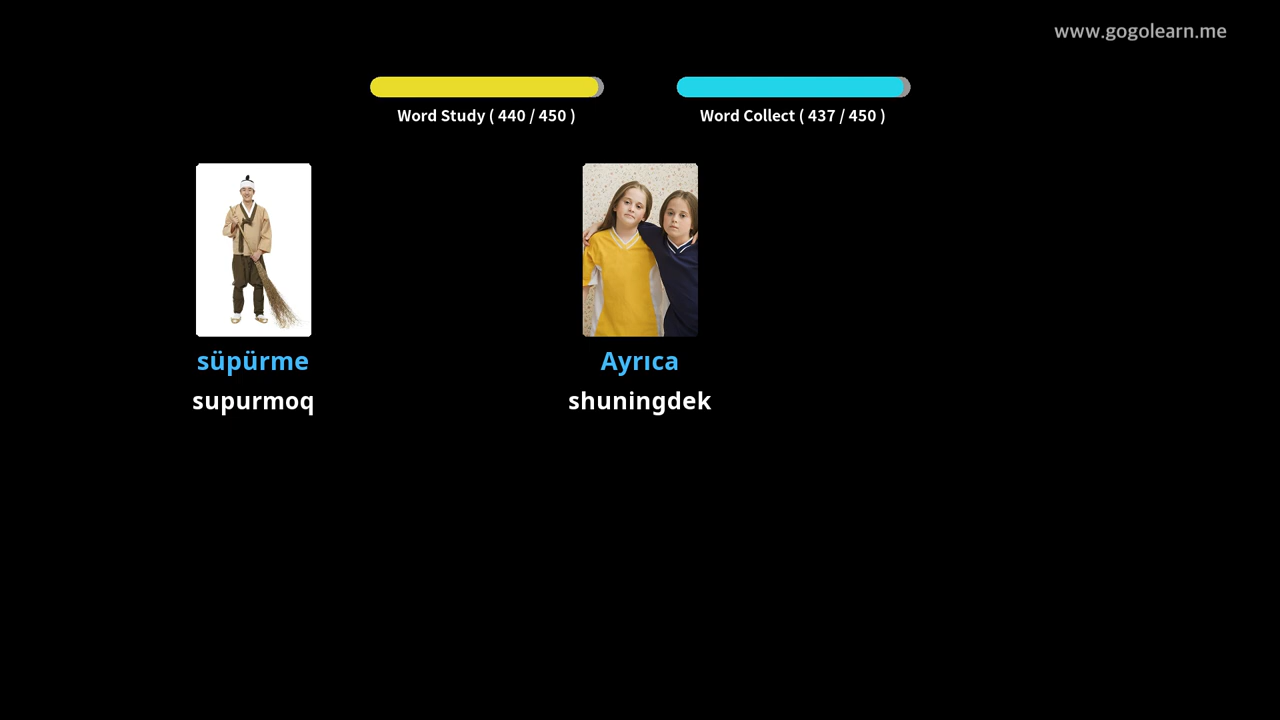 www.gogolearn.me
Word Study ( 440 / 450 )
Word Collect ( 437 / 450 )
süpürme
Ayrıca
supurmoq
shuningdek